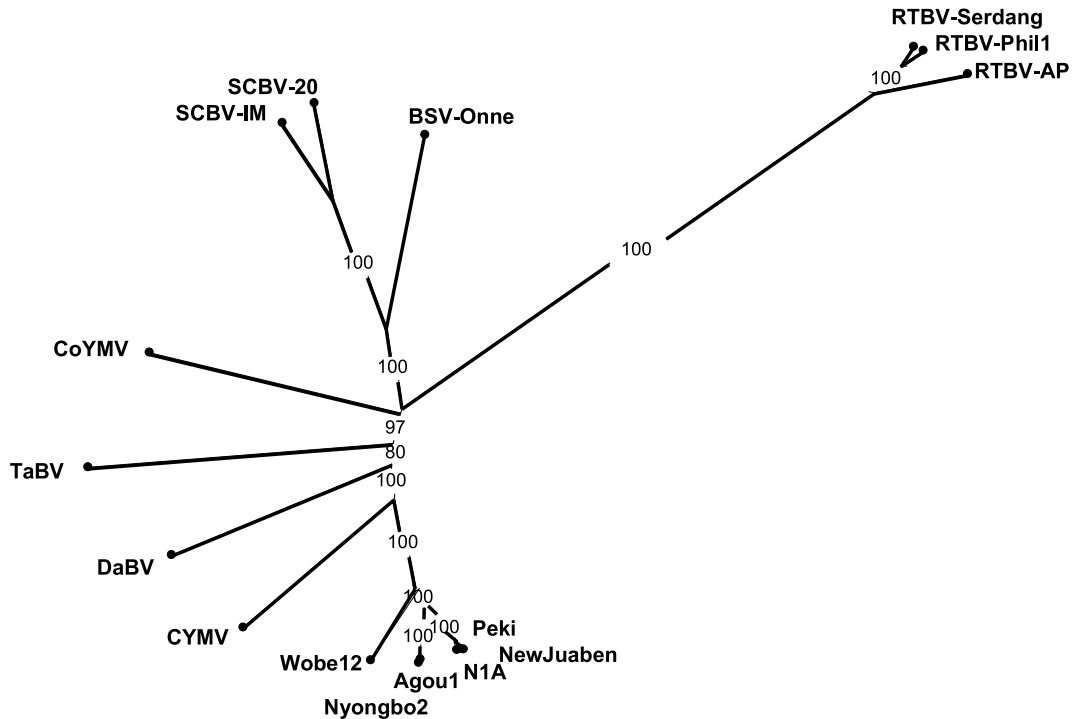 RTBV-Serdang
RTBV-Phil1
RTBV-AP
100
SCBV-20
SCBV-IM
BSV-Onne
100
100
CoYMV
100
97
80
TaBV
100
100
DaBV
100
100
100
Peki
CYMV
NewJuaben
Wobe12
N1A
Agou1
Nyongbo2